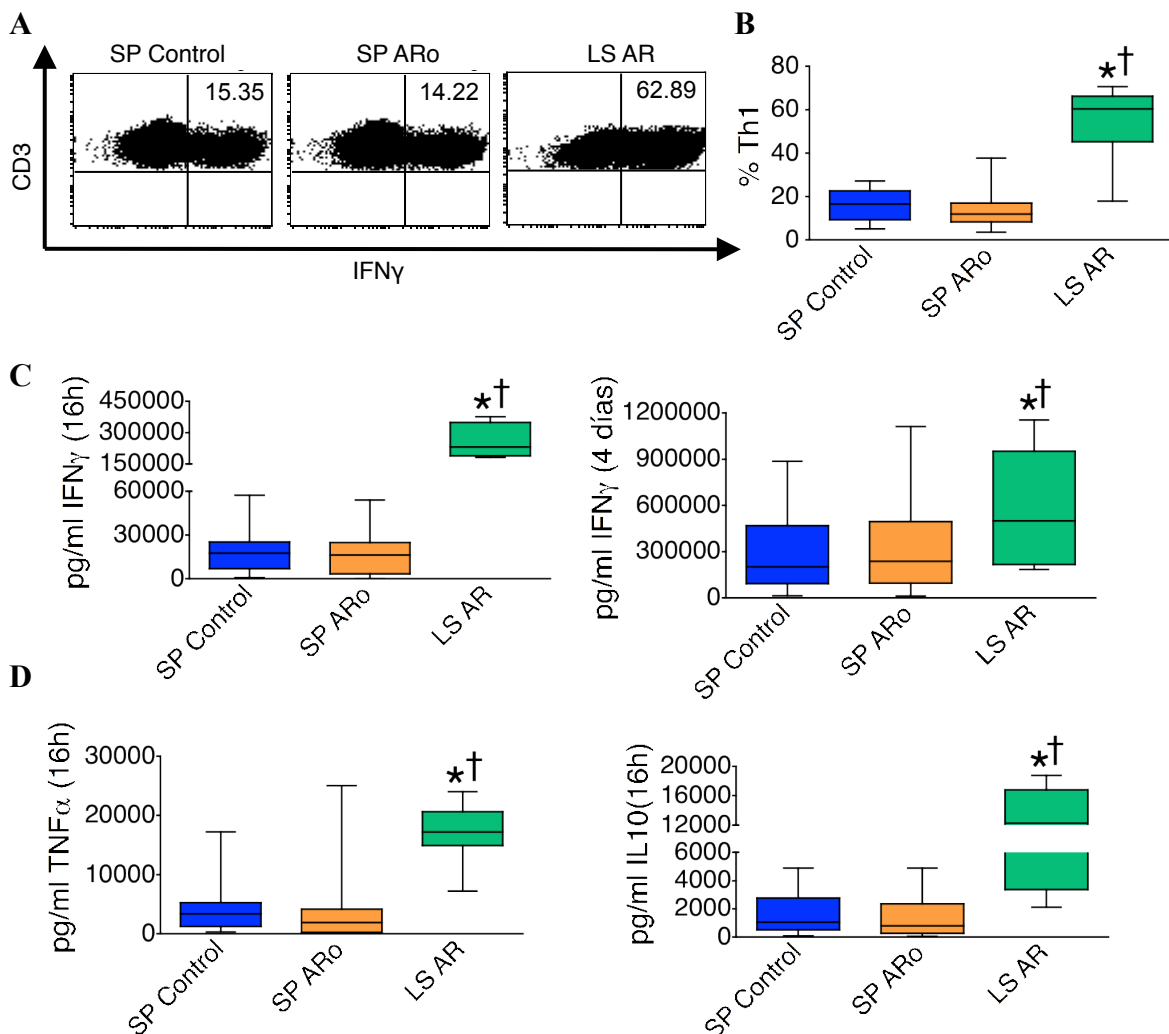 A
SP Control
SP ARo
LS AR
15.35
14.22
62.89
CD3
IFNγ
B
% Th1
80
60
40
20
0
*†
SP Control
SP ARo
LS AR
C
pg/ml IFNγ (16h)
450000
300000
150000
60000
30000
0
*†
SP Control
SP ARo
LS AR
pg/ml IFNγ (4 días)
1200000
900000
600000
300000
0
*†
SP Control
SP ARo
LS AR
D
pg/ml TNFα (16h)
30000
20000
10000
0
*†
SP Control
SP ARo
LS AR
pg/ml IL10(16h)
20000
16000
12000
6000
4000
2000
0
*†
SP Control
SP ARo
LS AR